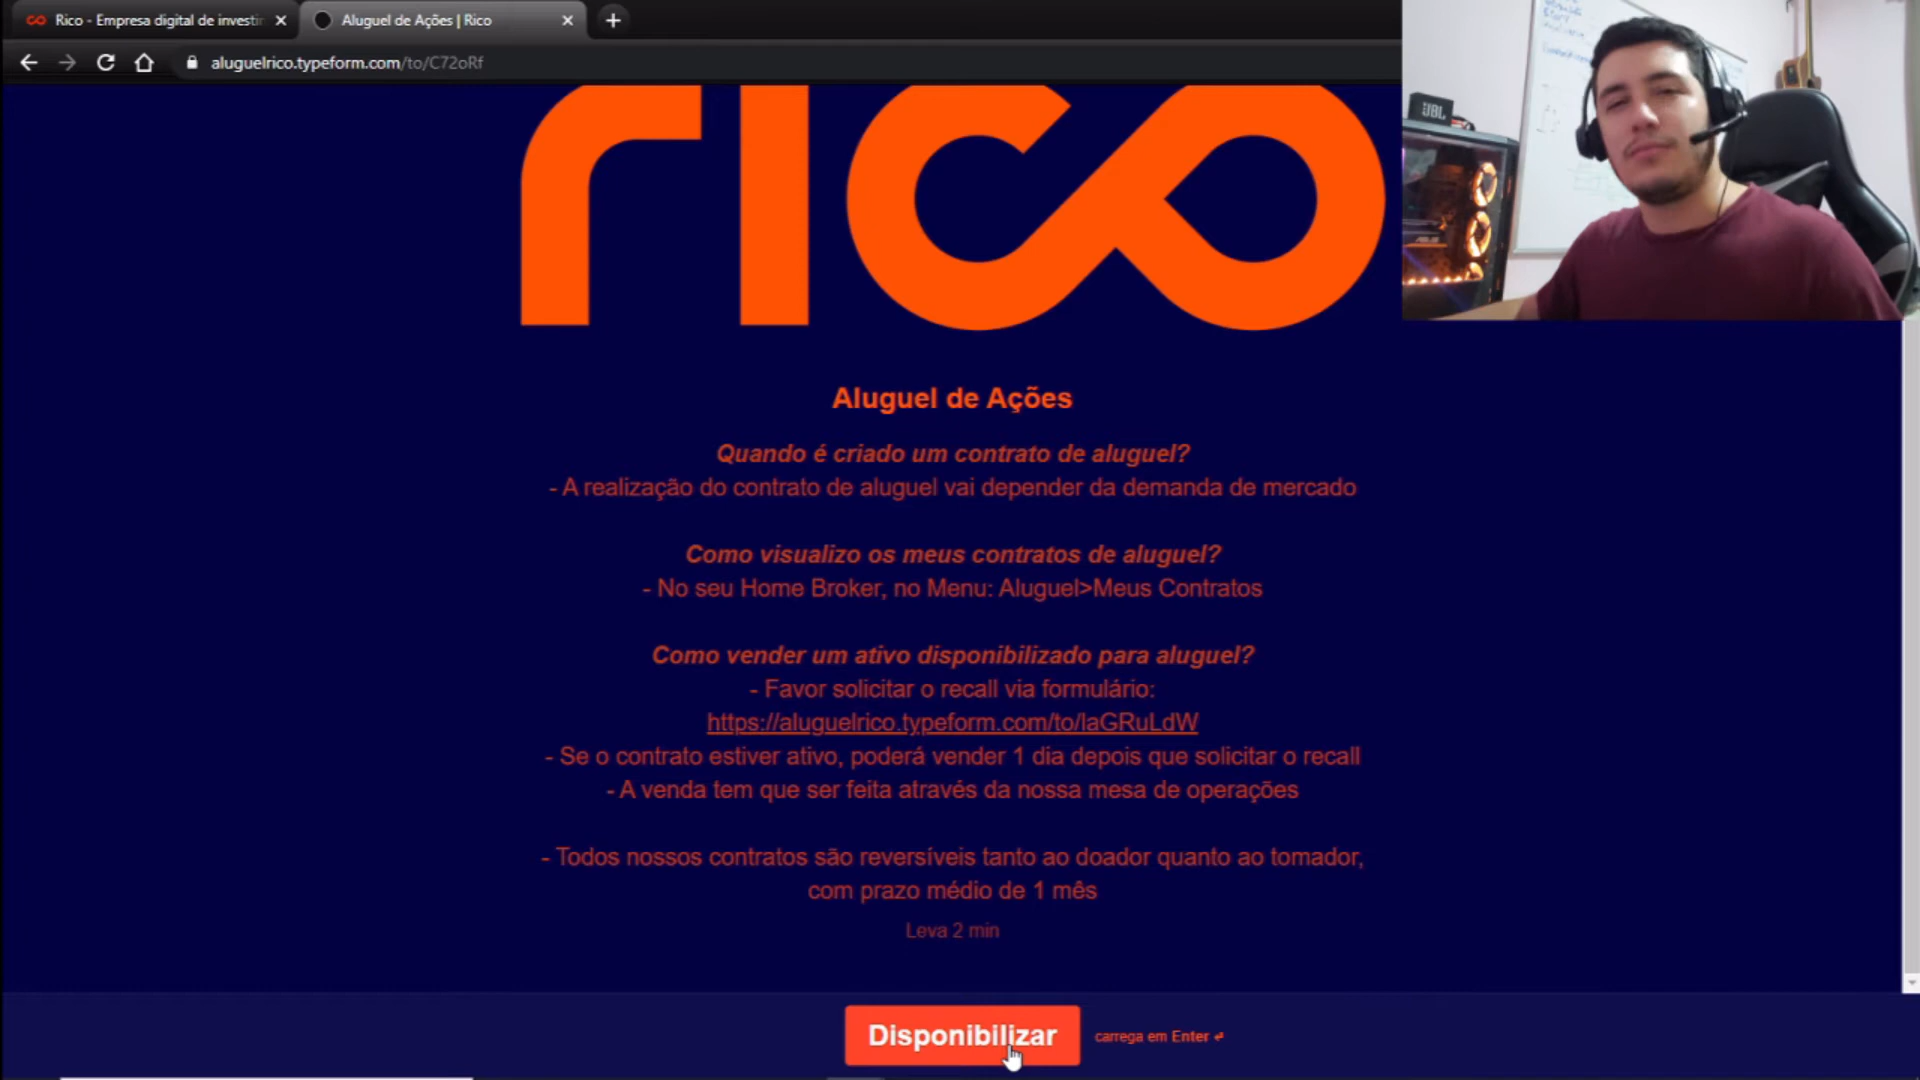 Rico - Empresa digital de investi
Aluguel de Ações | Rico
aluguelrico.typeform.com/to/C72oRf
JBL
rico
Aluguel de Ações
Quando é criado um contrato de aluguel?
- A realização do contrato de aluguel vai depender da demanda de mercado
Como visualizo os meus contratos de aluguel?
- No seu Home Broker, no Menu: Aluguel>Meus Contratos
Como vender um ativo disponibilizado para aluguel?
- Favor solicitar o recall via formulário:
https://aluguelrico.typeform.com/to/laGRuLdW
- Se o contrato estiver ativo, poderá vender 1 dia depois que solicitar o recall
- A venda tem que ser feita através da nossa mesa de operações
- Todos nossos contratos são reversíveis tanto ao doador quanto ao tomador,
com prazo médio de 1 mês
Leva 2 min
Disponibilizar
carrega em Enter ↵